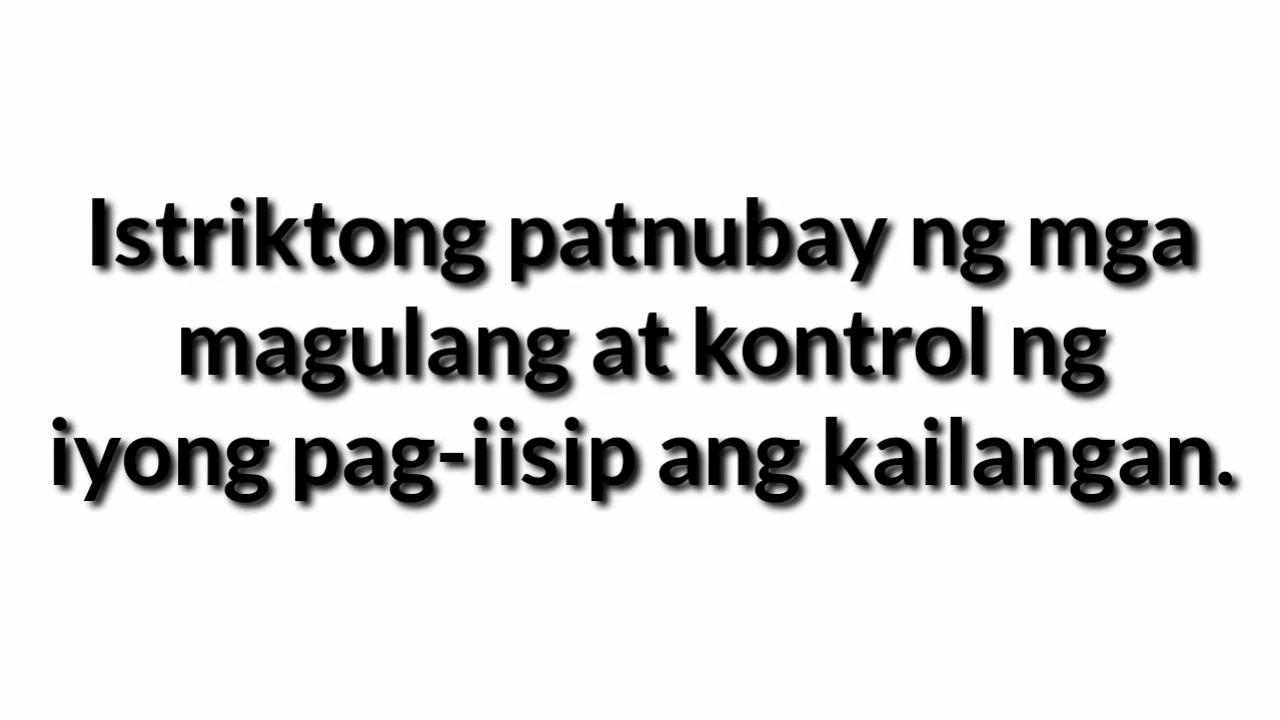 Istriktong patnubay ng mga
magulang at kontrol ng
iyong pag-iisip ang kailangan.